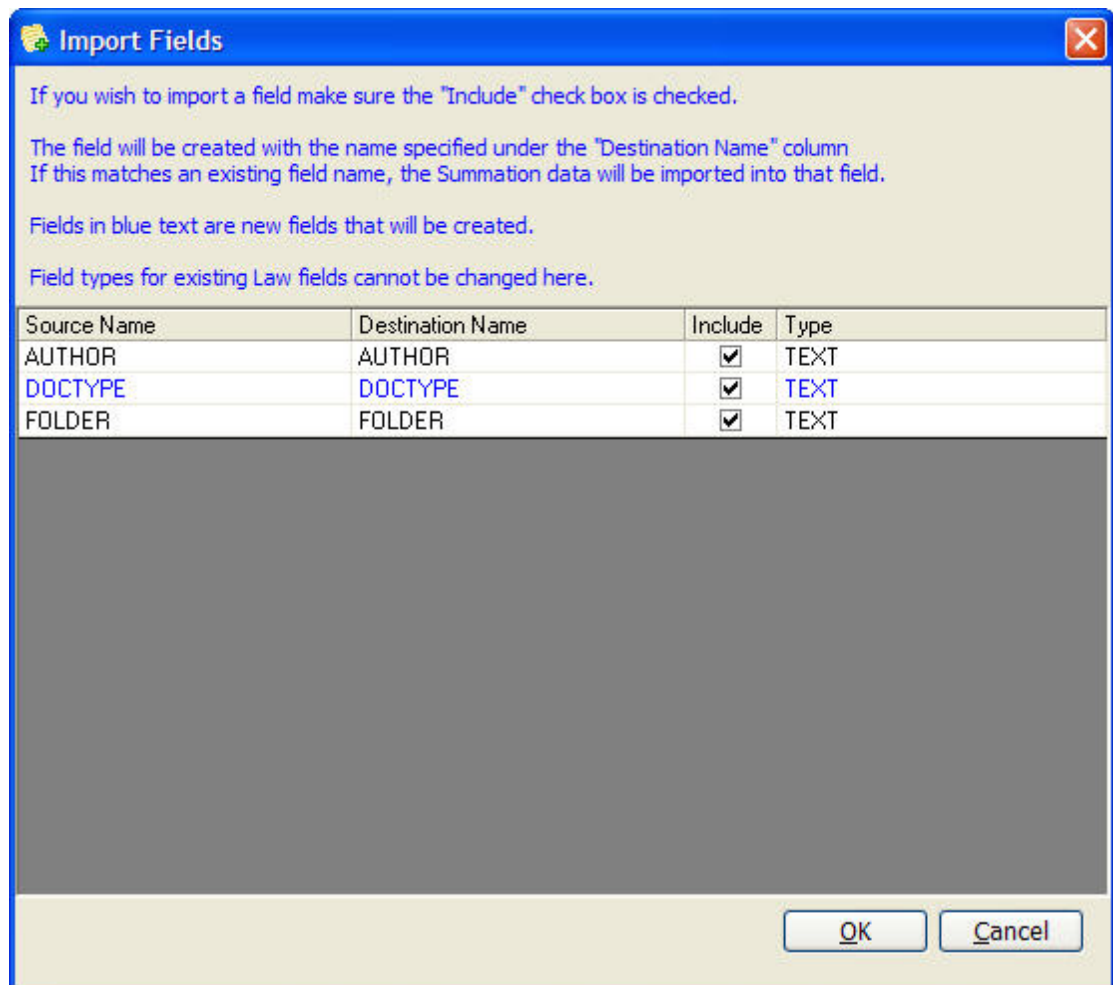 Import Fields
If you wish to import a field make sure the "Include" check box is checked.
The field will be created with the name specified under the "Destination Name" column
If this matches an existing field name, the Summation data will be imported into that field.
Fields in blue text are new fields that will be created.
Field types for existing Law fields cannot be changed here.
Source Name Destination Name Include Type
AUTHOR AUTHOR TEXT
DOCTYPE DOCTYPE TEXT
FOLDER FOLDER TEXT
OK Cancel